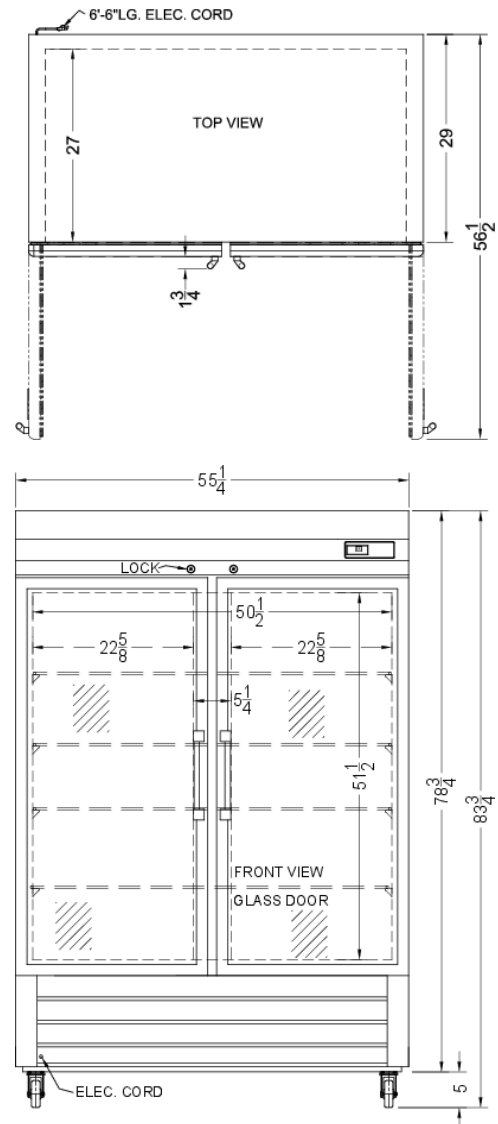 6'-6"LG. ELEC. CORD
TOP VIEW
27
29
56 1/2
1 3/4
55 1/4
LOCK
50 1/2
22 5/8
22 5/8
5 1/4
51 1/2
78 3/4
83 3/4
FRONT VIEW
GLASS DOOR
ELEC. CORD
5